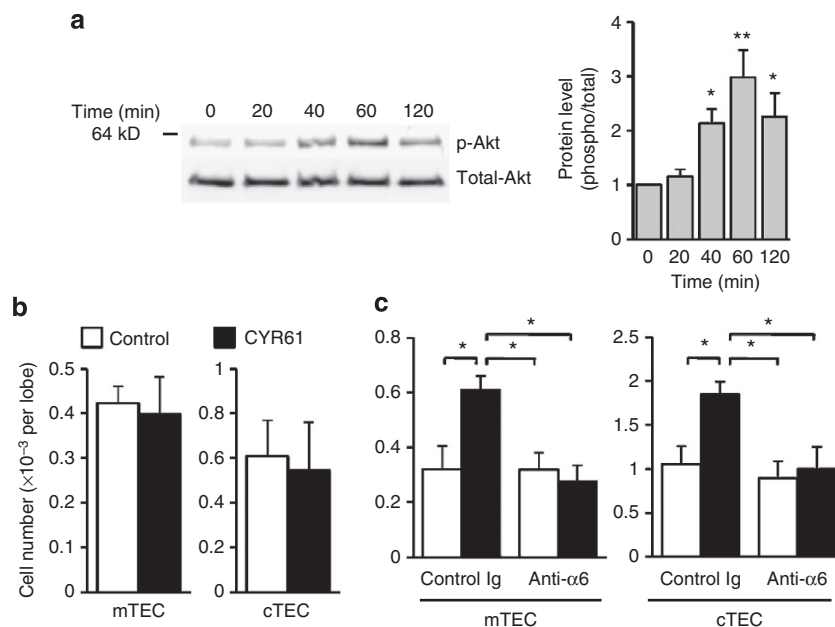 a
Time (min) 0 20 40 60 120
64 kD
p-Akt
Total-Akt
Protein level
(phospho/total)
4
3
2
1
0
*
**
*
0 20 40 60 120
Time (min)
b
Control
CYR61
Cell number (×10–3 per lobe)
0.5
0.4
0.3
0.2
0.1
0
mTEC
1
0.8
0.6
0.4
0.2
0
cTEC
c
0.8
0.6
0.4
0.2
0
*
*
*
Control Ig Anti-α6
mTEC
2.5
2
1.5
1
0.5
0
*
*
*
Control Ig Anti-α6
cTEC